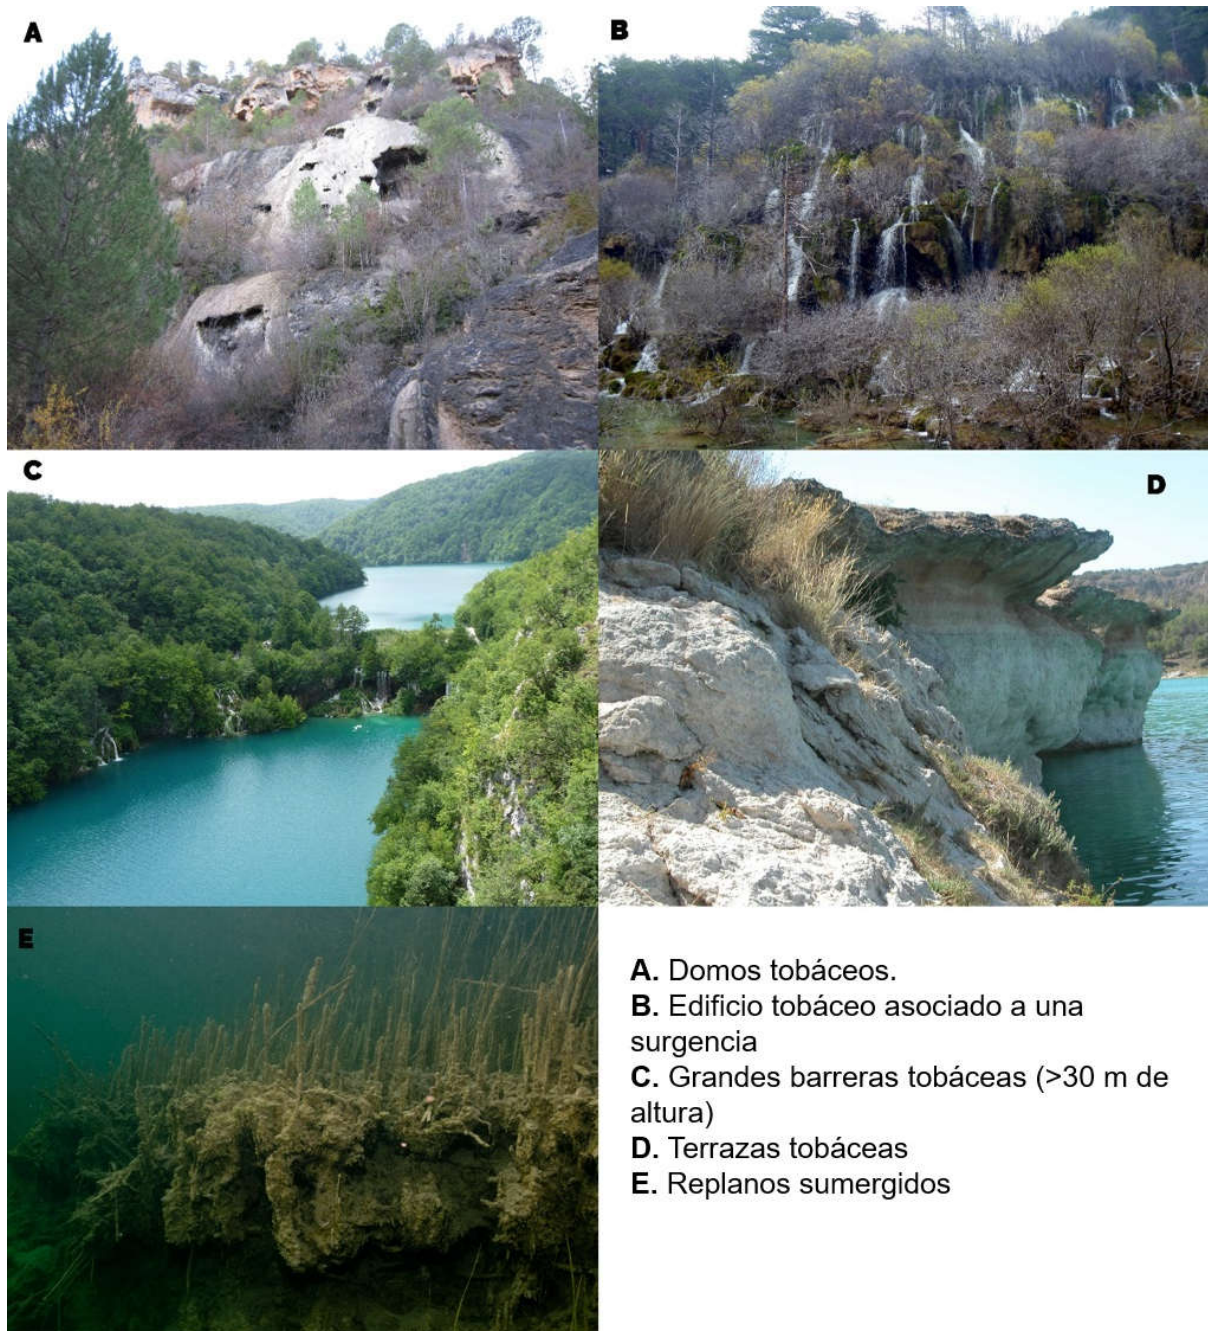 A
B
C
D
E
A. Domos tobáceos.
B. Edificio tobáceo asociado a una
surgencia
C. Grandes barreras tobáceas (>30 m de
altura)
D. Terrazas tobáceas
E. Replanos sumergidos